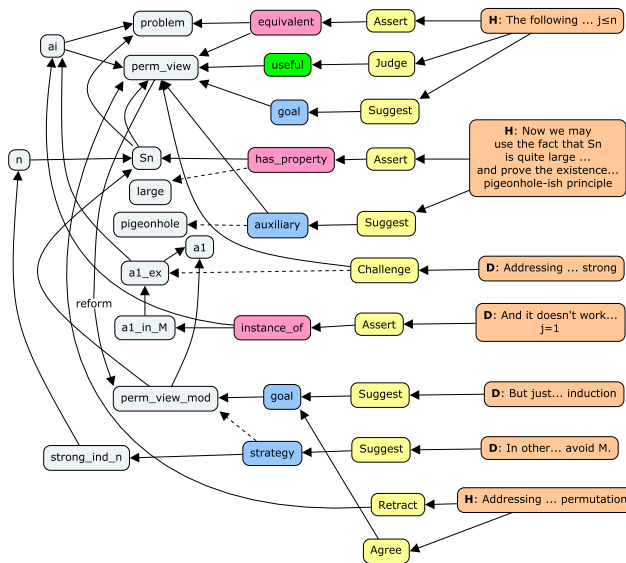 problem
equivalent
Assert
H: The following ... j≤n
ai
perm_view
useful
Judge
goal
Suggest
H: Now we may
use the fact that Sn
is quite large ...
and prove the existence...
pigeonhole-ish principle
n
Sn
has_property
Assert
large
pigeonhole
auxiliary
Suggest
a1
a1_ex
Challenge
D: Addressing ... strong
reform
a1_in_M
instance_of
Assert
D: And it doesn't work...
j=1
perm_view_mod
goal
Suggest
D: But just... induction
strong_ind_n
strategy
Suggest
D: In other... avoid M.
Retract
H: Addressing ... permutation
Agree